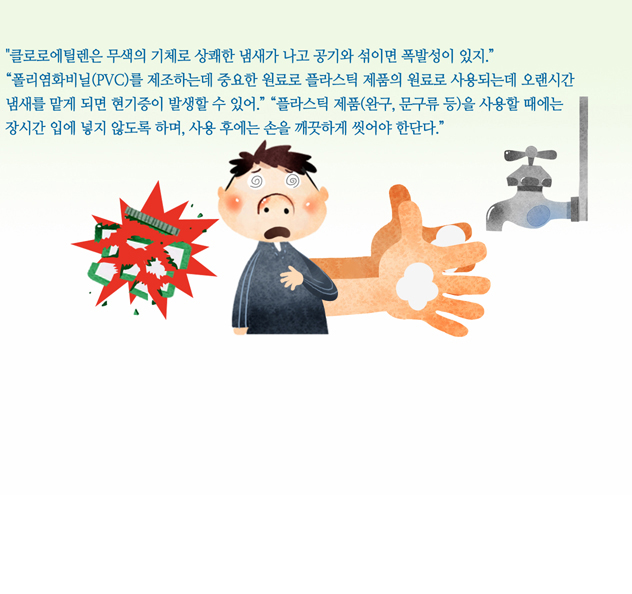 "클로로에틸렌은 무색의 기체로 상쾌한 냄새가 나고 공기와 섞이면 폭발성이 있지.”
“폴리염화비닐(PVC)를 제조하는데 중요한 원료로 플라스틱 제품의 원료로 사용되는데 오랜시간
냄새를 맡게 되면 현기증이 발생할 수 있어.” “플라스틱 제품(완구, 문구류 등)을 사용할 때에는
장시간 입에 넣지 않도록 하며, 사용 후에는 손을 깨끗하게 씻어야 한단다.”